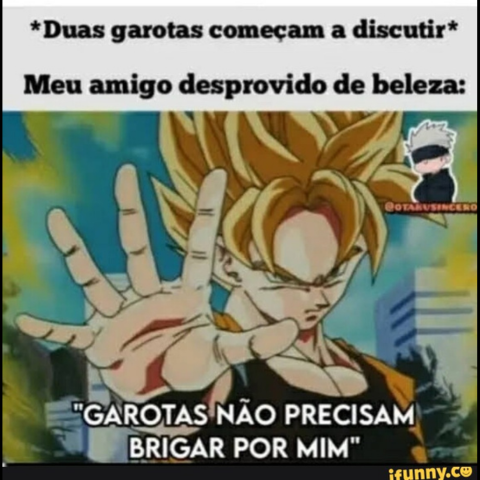 *Duas garotas começam a discutir*
Meu amigo desprovido de beleza:
@OTAKUSINCERO
"GAROTAS NÃO PRECISAM
BRIGAR POR MIM"
ifunny.co